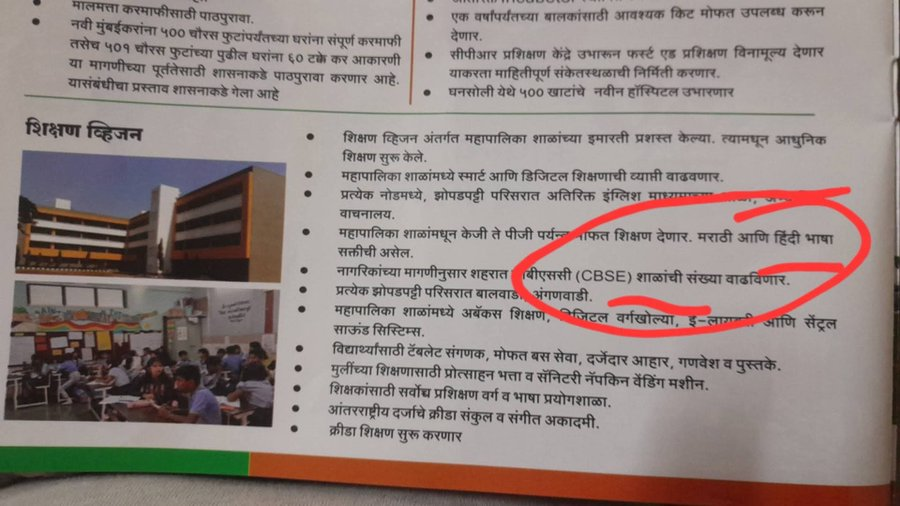 मालमत्ता करमाफीसाठी पाठपुरावा.
नवी मुंबईकरांना ५०० चौरस फुटांपर्यंतच्या घरांना संपूर्ण करमाफी
तसेच ५०१ चौरस फुटांच्या पुढील घरांना ६० टक्के कर आकारणी
या मागणीच्या पूर्ततेसाठी शासनाकडे पाठपुरावा करणार आहे.
यासंबंधीचा प्रस्ताव शासनाकडे गेला आहे
एक वर्षापर्यंतच्या बालकांसाठी आवश्यक किट मोफत उपलब्ध करून
देणार.
सीपीआर प्रशिक्षण केंद्रे उभारून फर्स्ट एड प्रशिक्षण विनामूल्य देणार
याकरता माहितीपूर्ण संकेतस्थळाची निर्मिती करणार.
घनसोली येथे ५०० खाटांचे नवीन हॉस्पिटल उभारणार
शिक्षण व्हिजन
शिक्षण व्हिजन अंतर्गत महापालिका शाळांच्या इमारती प्रशस्त केल्या. त्यामधून आधुनिक
शिक्षण सुरू केले.
महापालिका शाळांमध्ये स्मार्ट आणि डिजिटल शिक्षणाची व्याप्ती वाढवणार.
प्रत्येक नोडमध्ये, झोपडपट्टी परिसरात अतिरिक्त इंग्लिश
वाचनालय.
महापालिका शाळांमधून केजी ते पीजी पर्यन्त मोफत शिक्षण देणार. मराठी आणि हिंदी भाषा
सक्तीची असेल.
नागरिकांच्या मागणीनुसार शहरात (CBSE) शाळांची संख्या वाढविणार.
प्रत्येक झोपडपट्टी परिसरात बालवाडी, अंगणवाडी.
महापालिका शाळांमध्ये अबॅकस शिक्षण, डिजिटल वर्गखोल्या, आणि सेंट्रल
साऊंड सिस्टिम्स.
विद्यार्थ्यांसाठी टॅबलेट संगणक, मोफत बस सेवा, दर्जेदार आहार, गणवेश व पुस्तके.
मुलींच्या शिक्षणासाठी प्रोत्साहन भत्ता व सॅनिटरी नॅपकिन वेंडिंग मशीन.
शिक्षकांसाठी सर्वोच्च प्रशिक्षण वर्ग व भाषा प्रयोगशाळा.
आंतरराष्ट्रीय दर्जाचे क्रीडा संकुल व संगीत अकादमी.
क्रीडा शिक्षण सुरू करणार